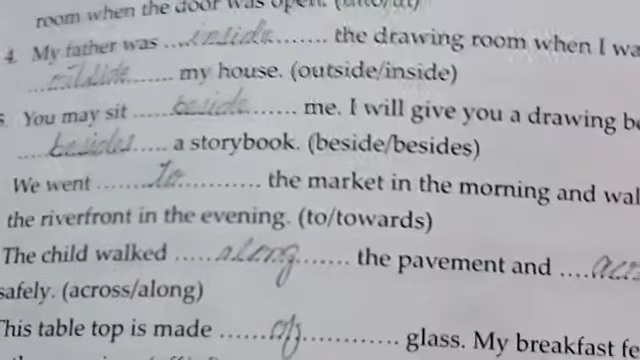 room when the door was open. (into/at)
4. My father was ....inside........ the drawing room when I wa
....outside...... my house. (outside/inside)
5. You may sit ......beside....... me. I will give you a drawing b
....besides..... a storybook. (beside/besides)
We went ........to............. the market in the morning and wal
the riverfront in the evening. (to/towards)
The child walked .....along....... the pavement and ....acr
safely. (across/along)
This table top is made ......of............. glass. My breakfast